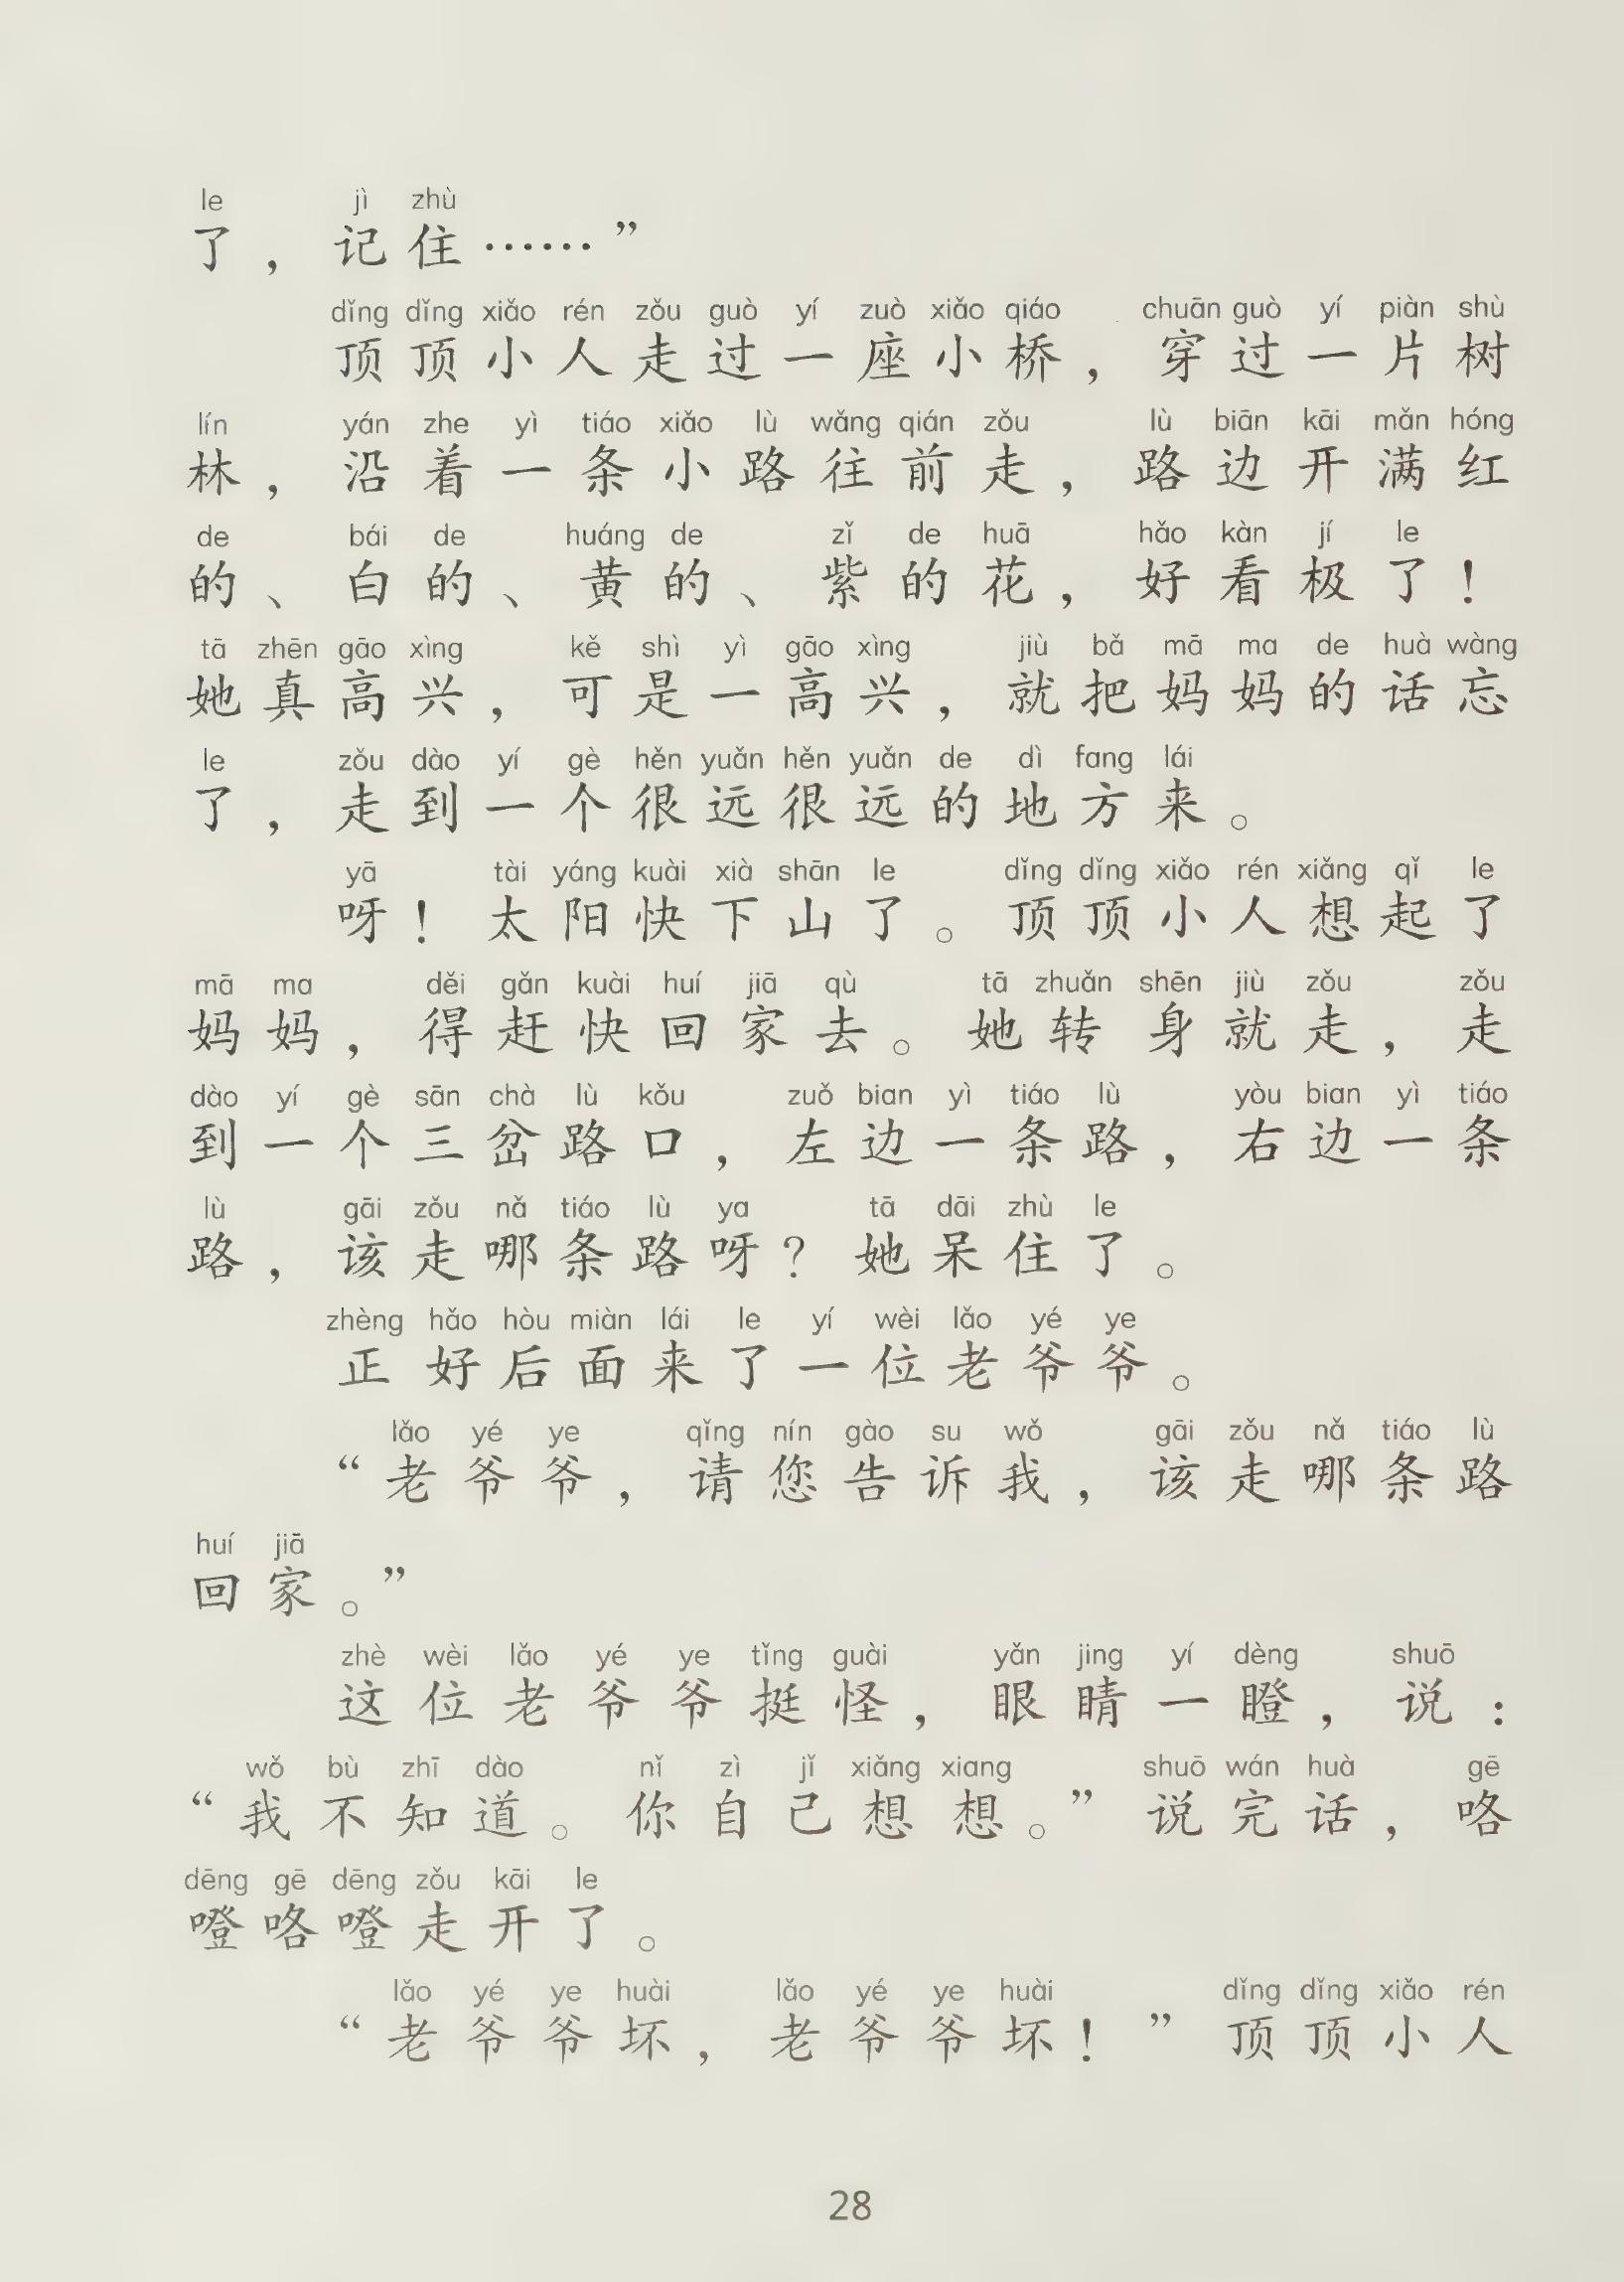 le jì zhù
了，记住……”
dǐng dǐng xiǎo rén zǒu guò yí zuò xiǎo qiáo chuān guò yí piàn shù
顶顶小人走过一座小桥，穿过一片树
lín yán zhe yì tiáo xiǎo lù wǎng qián zǒu lù biān kāi mǎn hóng
林，沿着一条小路往前走，路边开满红
de bái de huáng de zǐ de huā hǎo kàn jí le
的、白的、黄的、紫的花，好看极了！
tā zhēn gāo xìng kě shì yì gāo xìng jiù bǎ mā ma de huà wàng
她真高兴，可是一高兴，就把妈妈的话忘
le zǒu dào yí gè hěn yuǎn hěn yuǎn de dì fang lái
了，走到一个很远很远的地方来。
yā tài yáng kuài xià shān le dǐng dǐng xiǎo rén xiǎng qǐ le
呀！太阳快下山了。顶顶小人想起了
mā ma děi gǎn kuài huí jiā qù tā zhuǎn shēn jiù zǒu zǒu
妈妈，得赶快回家去。她转身就走，走
dào yí gè sān chà lù kǒu zuǒ bian yì tiáo lù yòu bian yì tiáo
到一个三岔路口，左边一条路，右边一条
lù gāi zǒu nǎ tiáo lù ya tā dāi zhù le
路，该走哪条路呀？她呆住了。
zhèng hǎo hòu miàn lái le yí wèi lǎo yé ye
正好后面来了一位老爷爷。
lǎo yé ye qǐng nín gào su wǒ gāi zǒu nǎ tiáo lù
“老爷爷，请您告诉我，该走哪条路
huí jiā
回家。”
zhè wèi lǎo yé ye tǐng guài yǎn jing yí dèng shuō
这位老爷爷挺怪，眼睛一瞪，说：
wǒ bù zhī dào nǐ zì jǐ xiǎng xiang shuō wán huà gē
“我不知道。你自己想想。”说完话，咯
dēng gē dēng zǒu kāi le
噔咯噔走开了。
lǎo yé ye huài lǎo yé ye huài dǐng dǐng xiǎo rén
“老爷爷坏，老爷爷坏！”顶顶小人
28